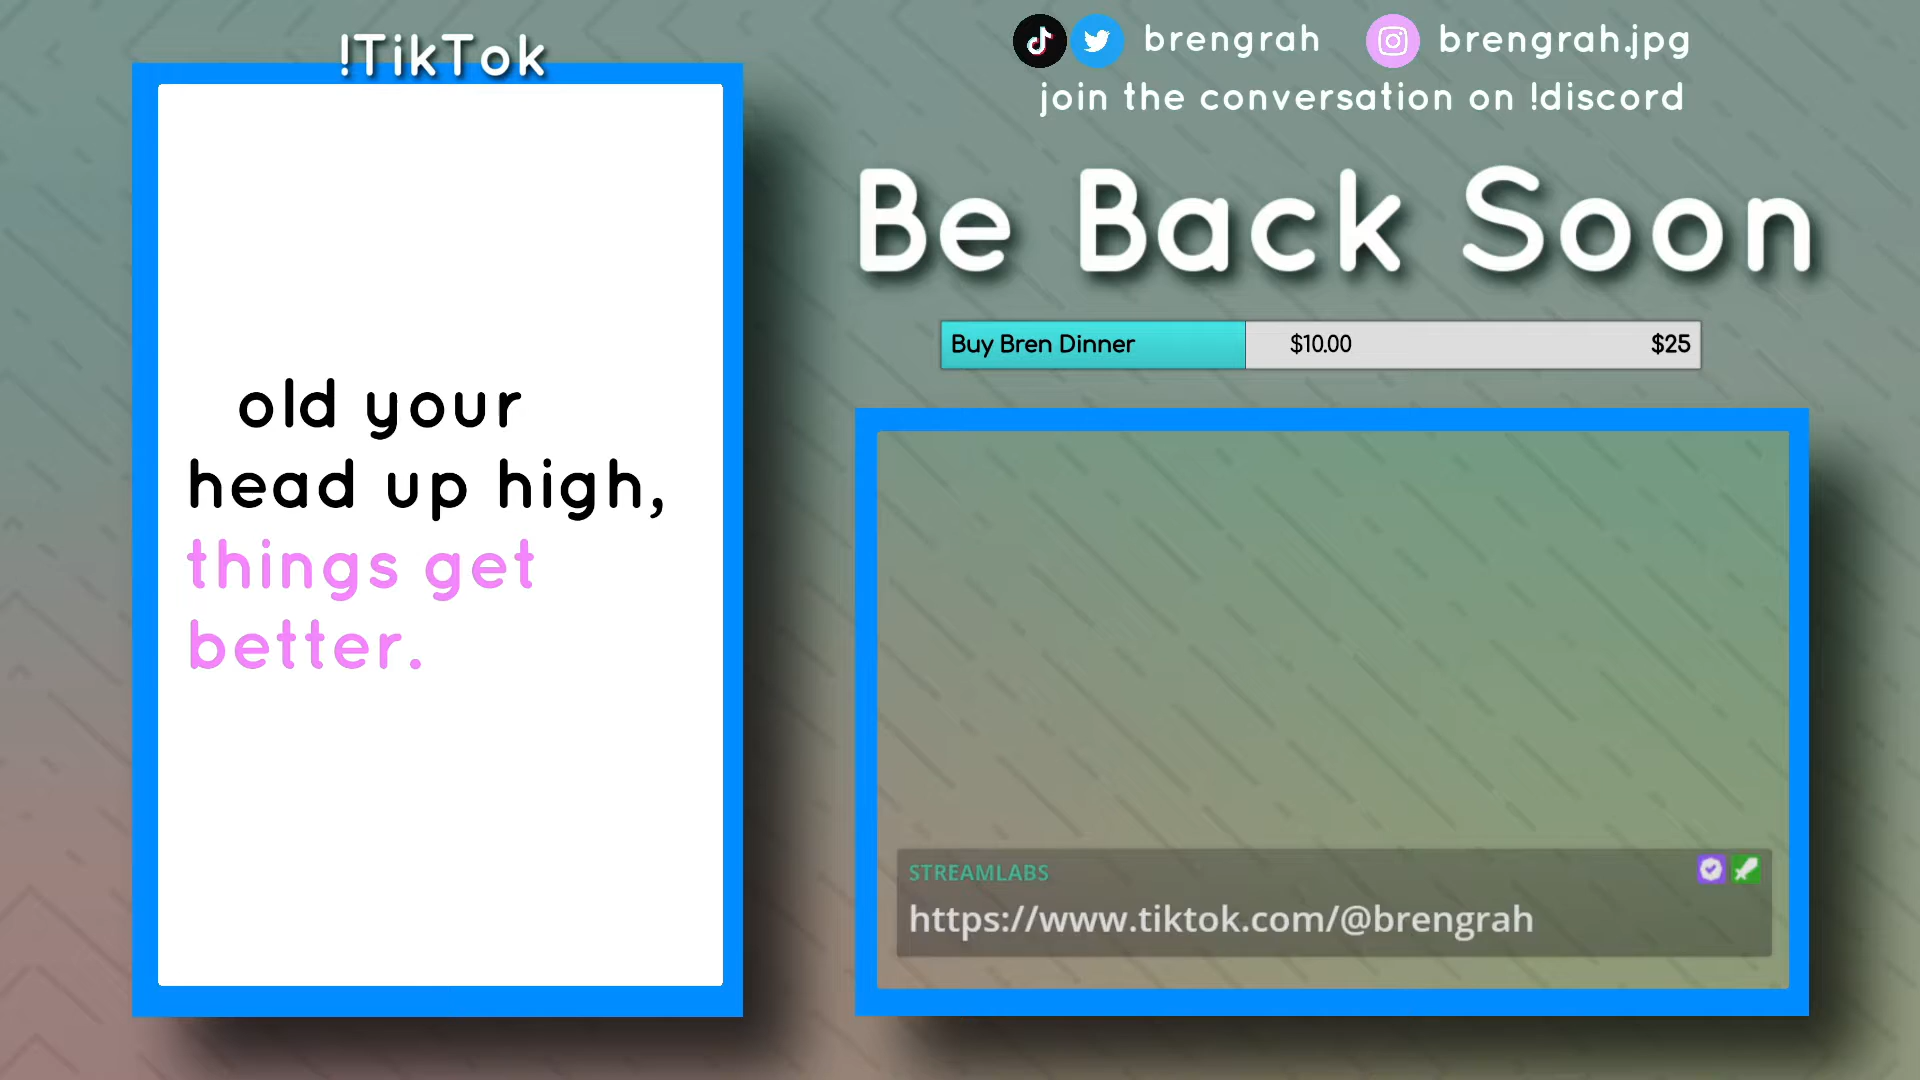 !TikTok
brengrah
brengrah.jpg
join the conversation on !discord
Be Back Soon
Buy Bren Dinner $10.00 $25
old your
head up high,
things get
better.
STREAMLABS
https://www.tiktok.com/@brengrah